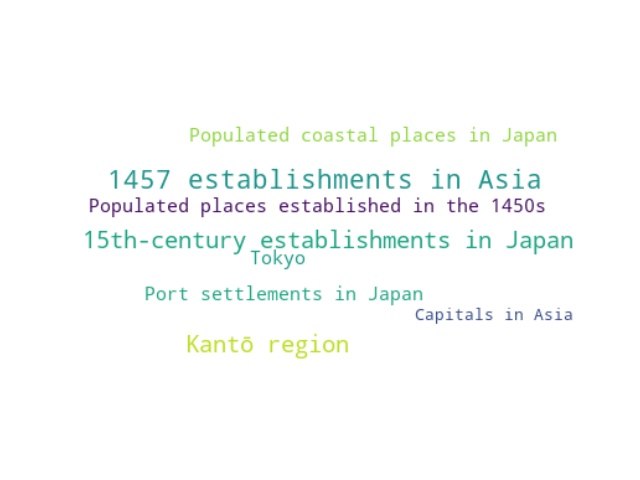 Populated coastal places in Japan
1457 establishments in Asia
Populated places established in the 1450s
15th-century establishments in Japan
Tokyo
Port settlements in Japan
Capitals in Asia
Kantō region